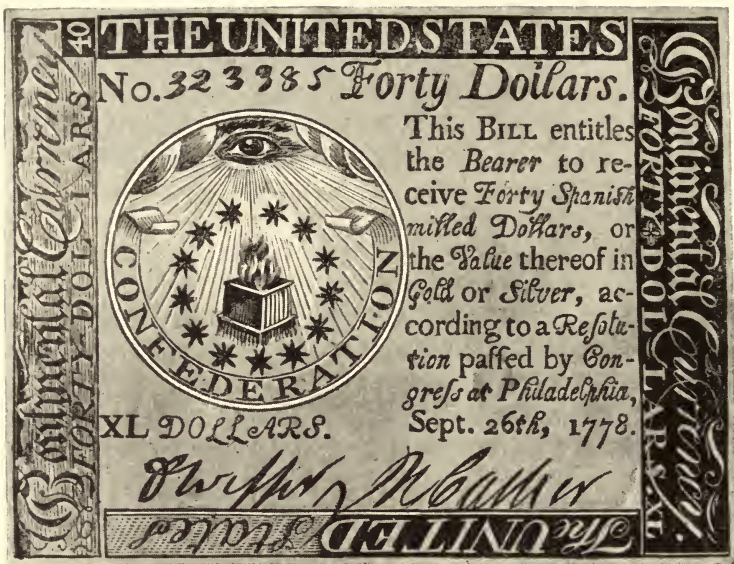 THE UNITED STATES
No. 323385 Forty Dollars.
This BILL entitles
the Bearer to re-
ceive Forty Spanish
milled Dollars, or
the Value thereof in
Gold or Silver, ac-
cording to a Reſolu-
tion paſſed by Con-
greſs at Philadelphia,
Sept. 26th, 1778.
CONFEDERATION
XL DOLLARS.
The UNITED States
40
Continental Currency
FORTY DOLLARS
Continental Currency.
FORTY DOLLARS. XL